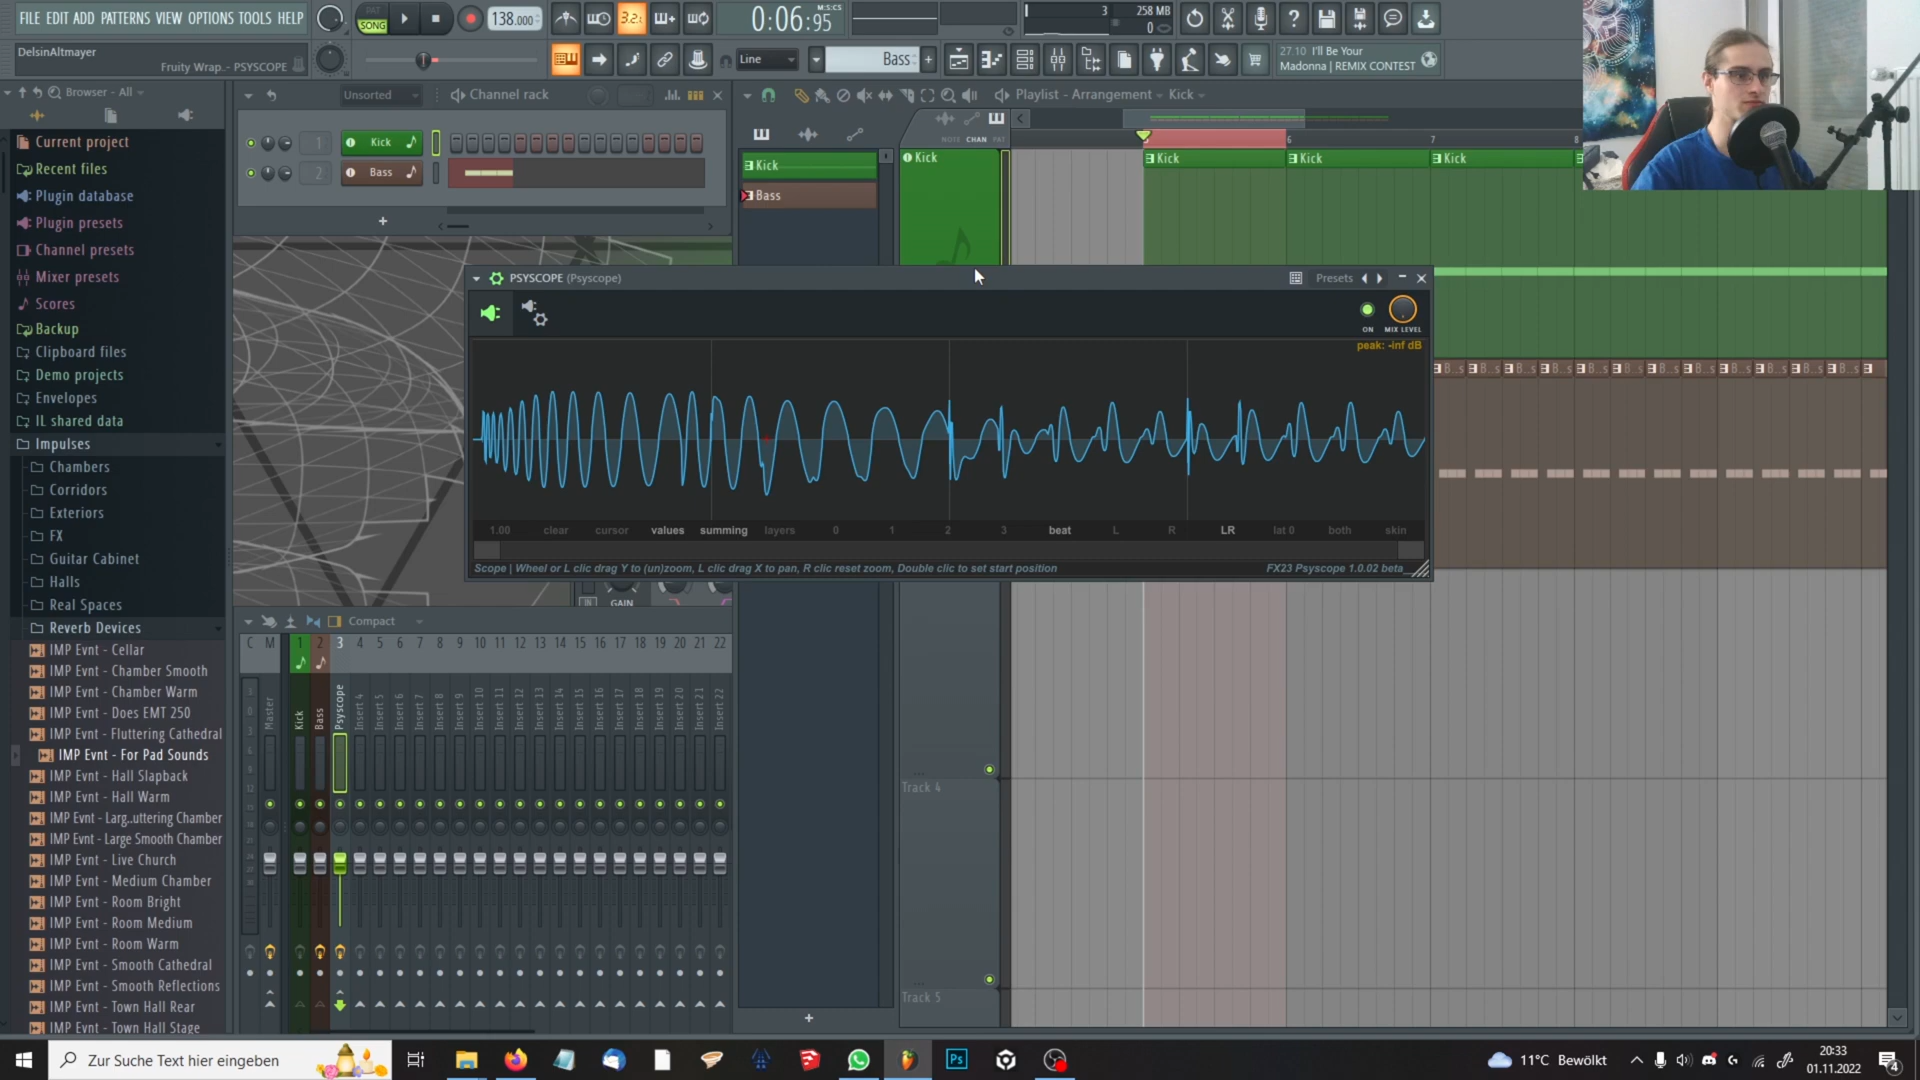 FILE EDIT PATTERNS VIEW OPTIONS TOOLS HELP
PAT
SONG
138.000
3.2.
0:06:95
M:S:CS
3
258 MB
0
DelsinAltmayer
Fruity Wrap.. - PSYSCOPE
Line
Bass
27.10 I'll Be Your
Madonna | REMIX CONTEST
Browser - All
Unsorted
Channel rack
Playlist - Arrangement
Kick
Current project
Recent files
Plugin database
Plugin presets
Channel presets
Mixer presets
Scores
Backup
Clipboard files
Demo projects
Envelopes
IL shared data
Impulses
Chambers
Corridors
Exteriors
FX
Guitar Cabinet
Halls
Real Spaces
Reverb Devices
IMP Evnt - Cellar
IMP Evnt - Chamber Smooth
IMP Evnt - Chamber Warm
IMP Evnt - Does EMT 250
IMP Evnt - Fluttering Cathedral
IMP Evnt - For Pad Sounds
IMP Evnt - Hall Slapback
IMP Evnt - Hall Warm
IMP Evnt - Larg..uttering Chamber
IMP Evnt - Large Smooth Chamber
IMP Evnt - Live Church
IMP Evnt - Medium Chamber
IMP Evnt - Room Bright
IMP Evnt - Room Medium
IMP Evnt - Room Warm
IMP Evnt - Smooth Cathedral
IMP Evnt - Smooth Reflections
IMP Evnt - Town Hall Rear
IMP Evnt - Town Hall Stage
1 Kick
2 Bass
Kick
Bass
NOTE CHAN PAT
Kick
6 7 8
Kick Kick Kick
PSYSCOPE (Psyscope)
Presets
ON MIX LEVEL
peak: -inf dB
1.00 clear cursor values summing layers 0 1 2 3 beat L R LR lat 0 both skin
Scope | Wheel or L clic drag Y to (un)zoom, L clic drag X to pan, R clic reset zoom, Double clic to set start position
FX23 Psyscope 1.0.02 beta
IN GAIN
Compact
C M 1 2 3 4 5 6 7 8 9 10 11 12 13 14 15 16 17 18 19 20 21 22
Master
Kick
Bass
Psyscope
Insert 4
Insert 5
Insert 6
Insert 7
Insert 8
Insert 9
Insert 10
Insert 11
Insert 12
Insert 13
Insert 14
Insert 15
Insert 16
Insert 17
Insert 18
Insert 19
Insert 20
Insert 21
Insert 22
Track 4
Track 5
Zur Suche Text hier eingeben
Ps
11°C Bewölkt
20:33
01.11.2022
4